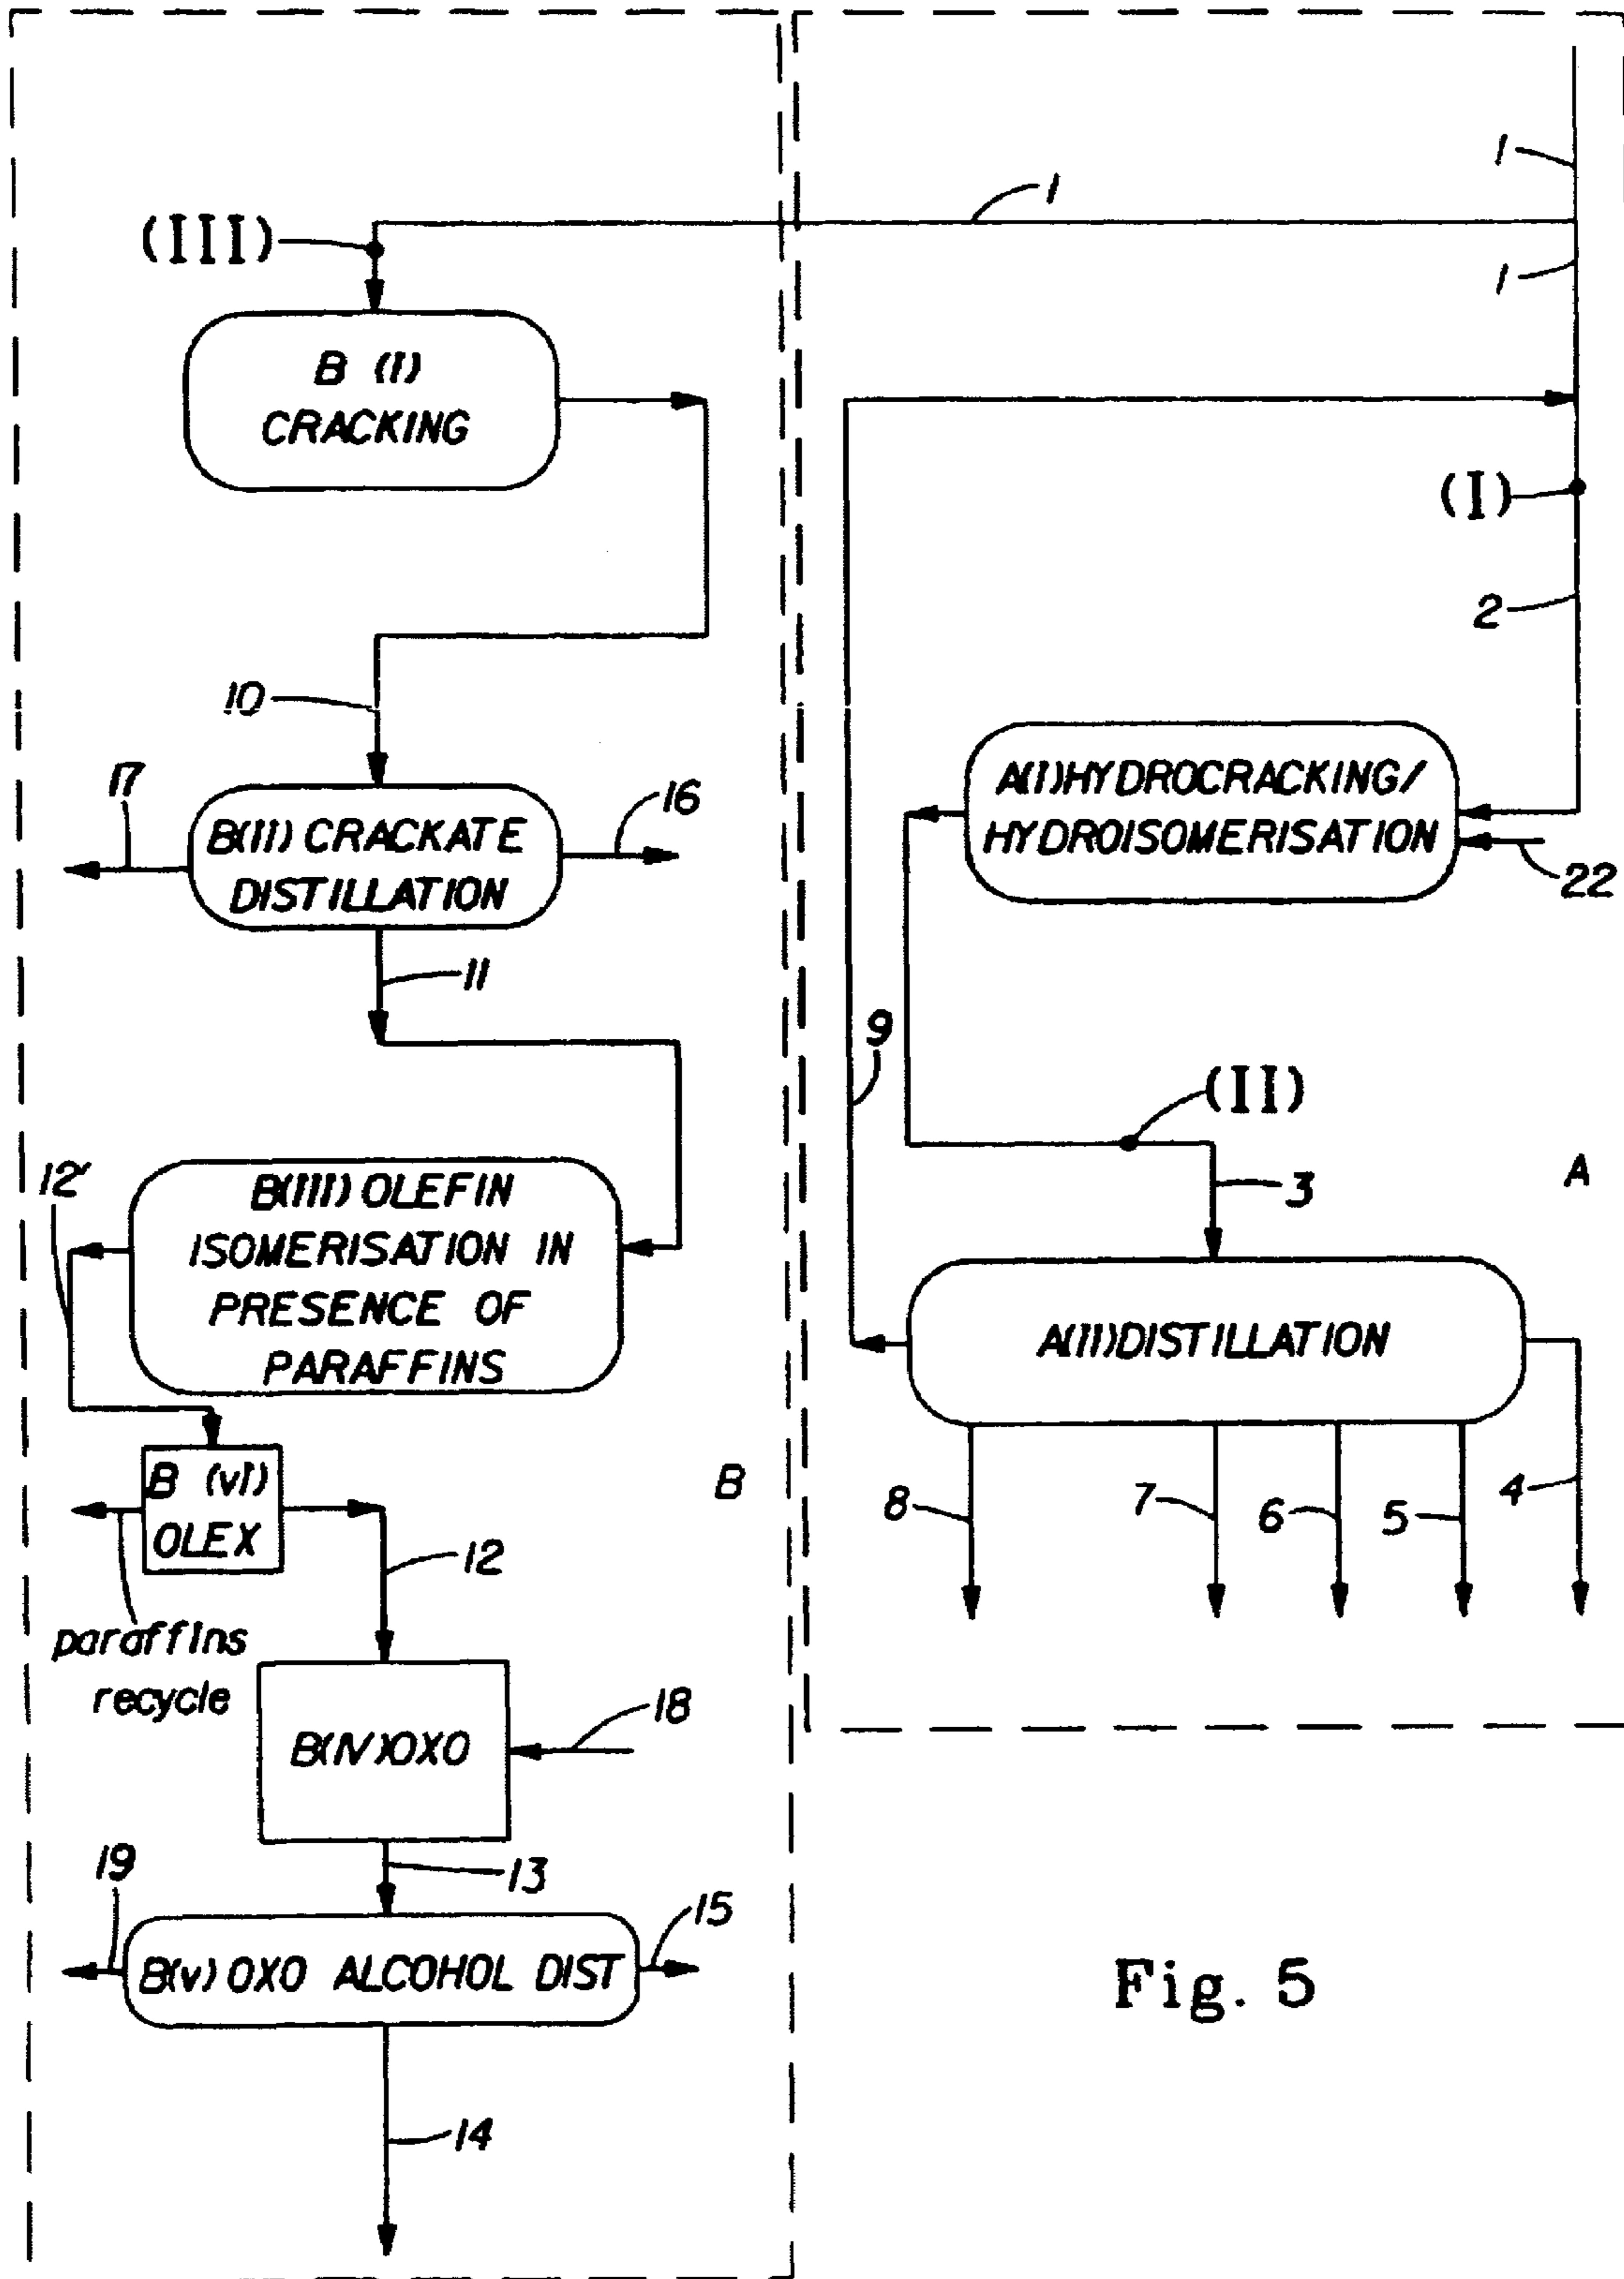 1
1
1
(III)
B (I)
CRACKING
(I)
2
10
A(I)HYDROCRACKING/
HYDROISOMERISATION
22
17
16
B(II) CRACKATE
DISTILLATION
11
9
(II)
3
A
12'
B(III) OLEFIN
ISOMERISATION IN
PRESENCE OF
PARAFFINS
A(II)DISTILLATION
B (vi)
OLEX
B
8
7
6
5
4
12
paraffins
recycle
18
B(IV)OXO
13
19
15
B(v) OXO ALCOHOL DIST
14
Fig. 5